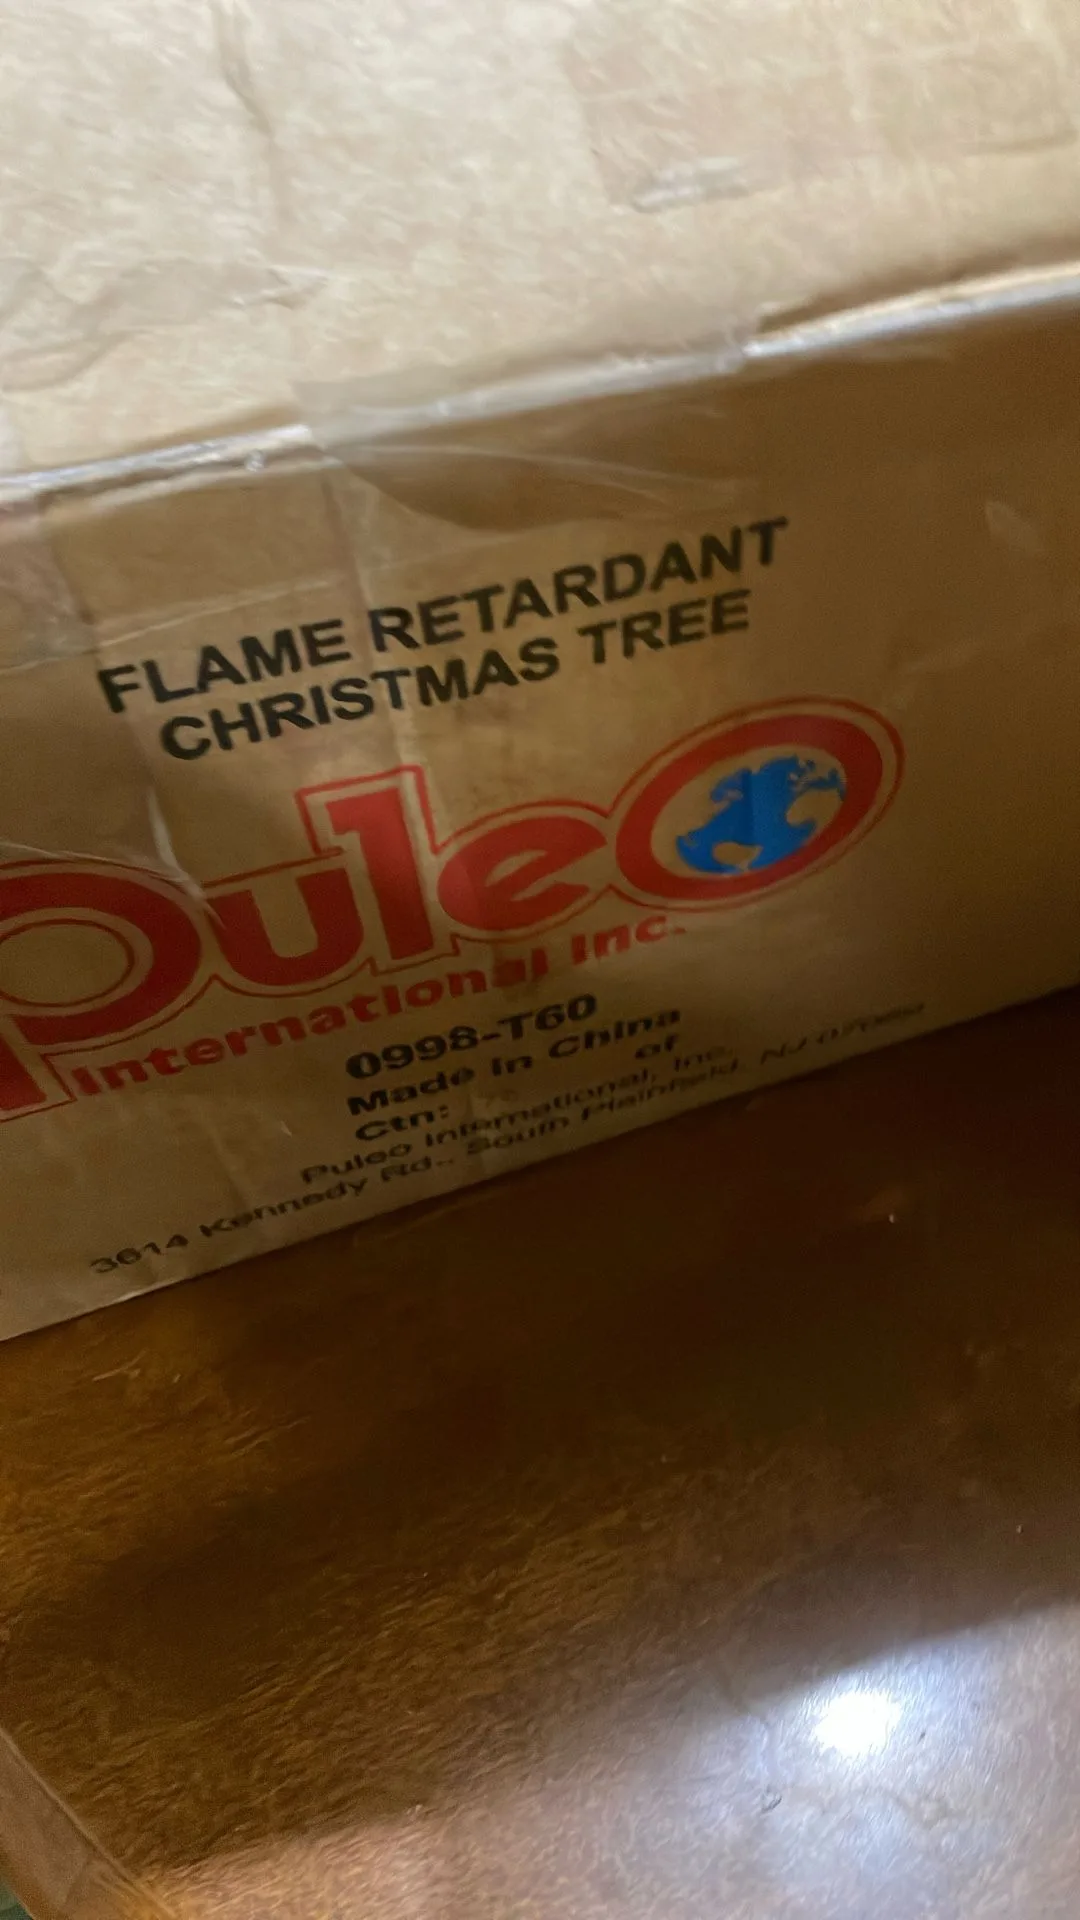 FLAME RETARDANT
CHRISTMAS TREE
Puleo
International Inc.
0998-T60
Made in China
Ctn: of
Puleo International, Inc.
3614 Kennedy Rd., South Plainfield, NJ